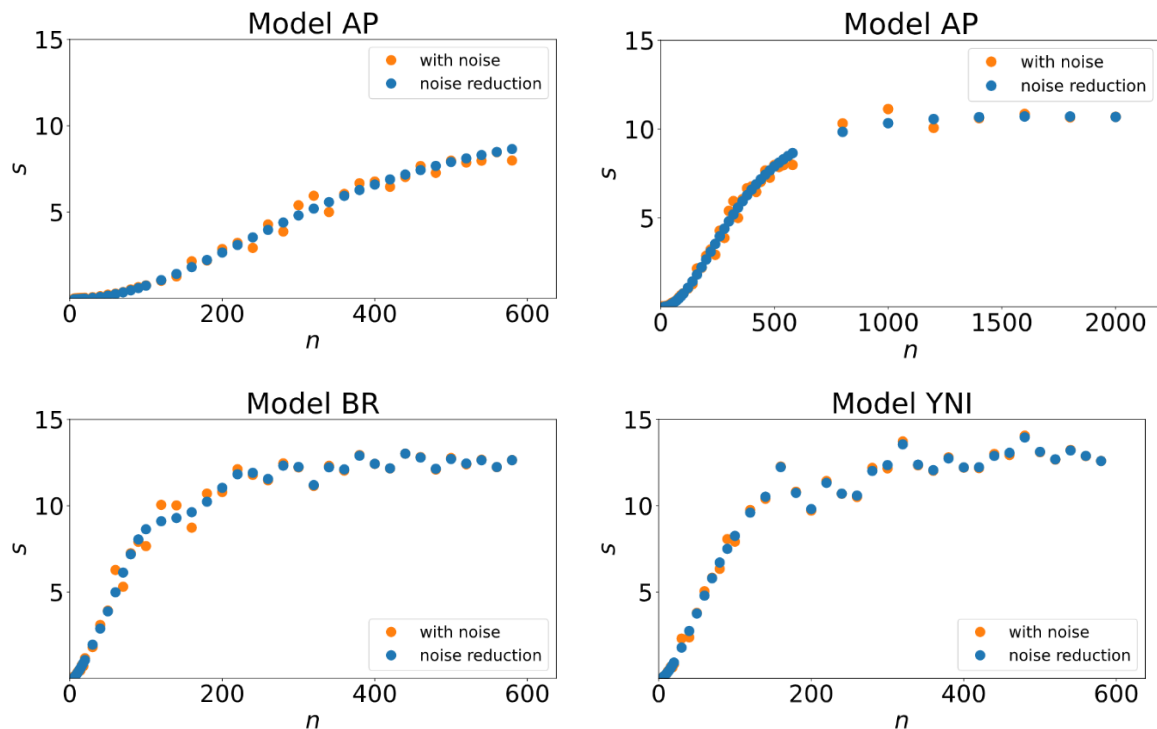 Model AP
15
10
5
s
with noise
noise reduction
0
200
400
600
n
Model AP
15
10
5
s
with noise
noise reduction
0
500
1000
1500
2000
n
Model BR
15
10
5
s
with noise
noise reduction
0
200
400
600
n
Model YNI
15
10
5
s
with noise
noise reduction
0
200
400
600
n